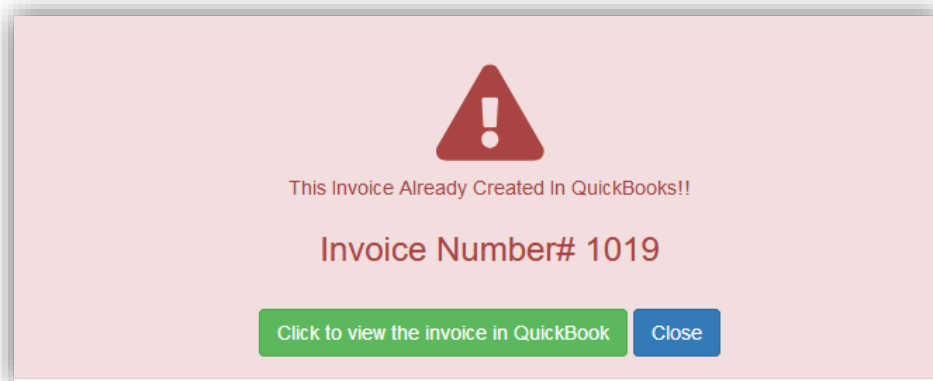 This Invoice Already Created In QuickBooks!!
Invoice Number# 1019
Click to view the invoice in QuickBook Close